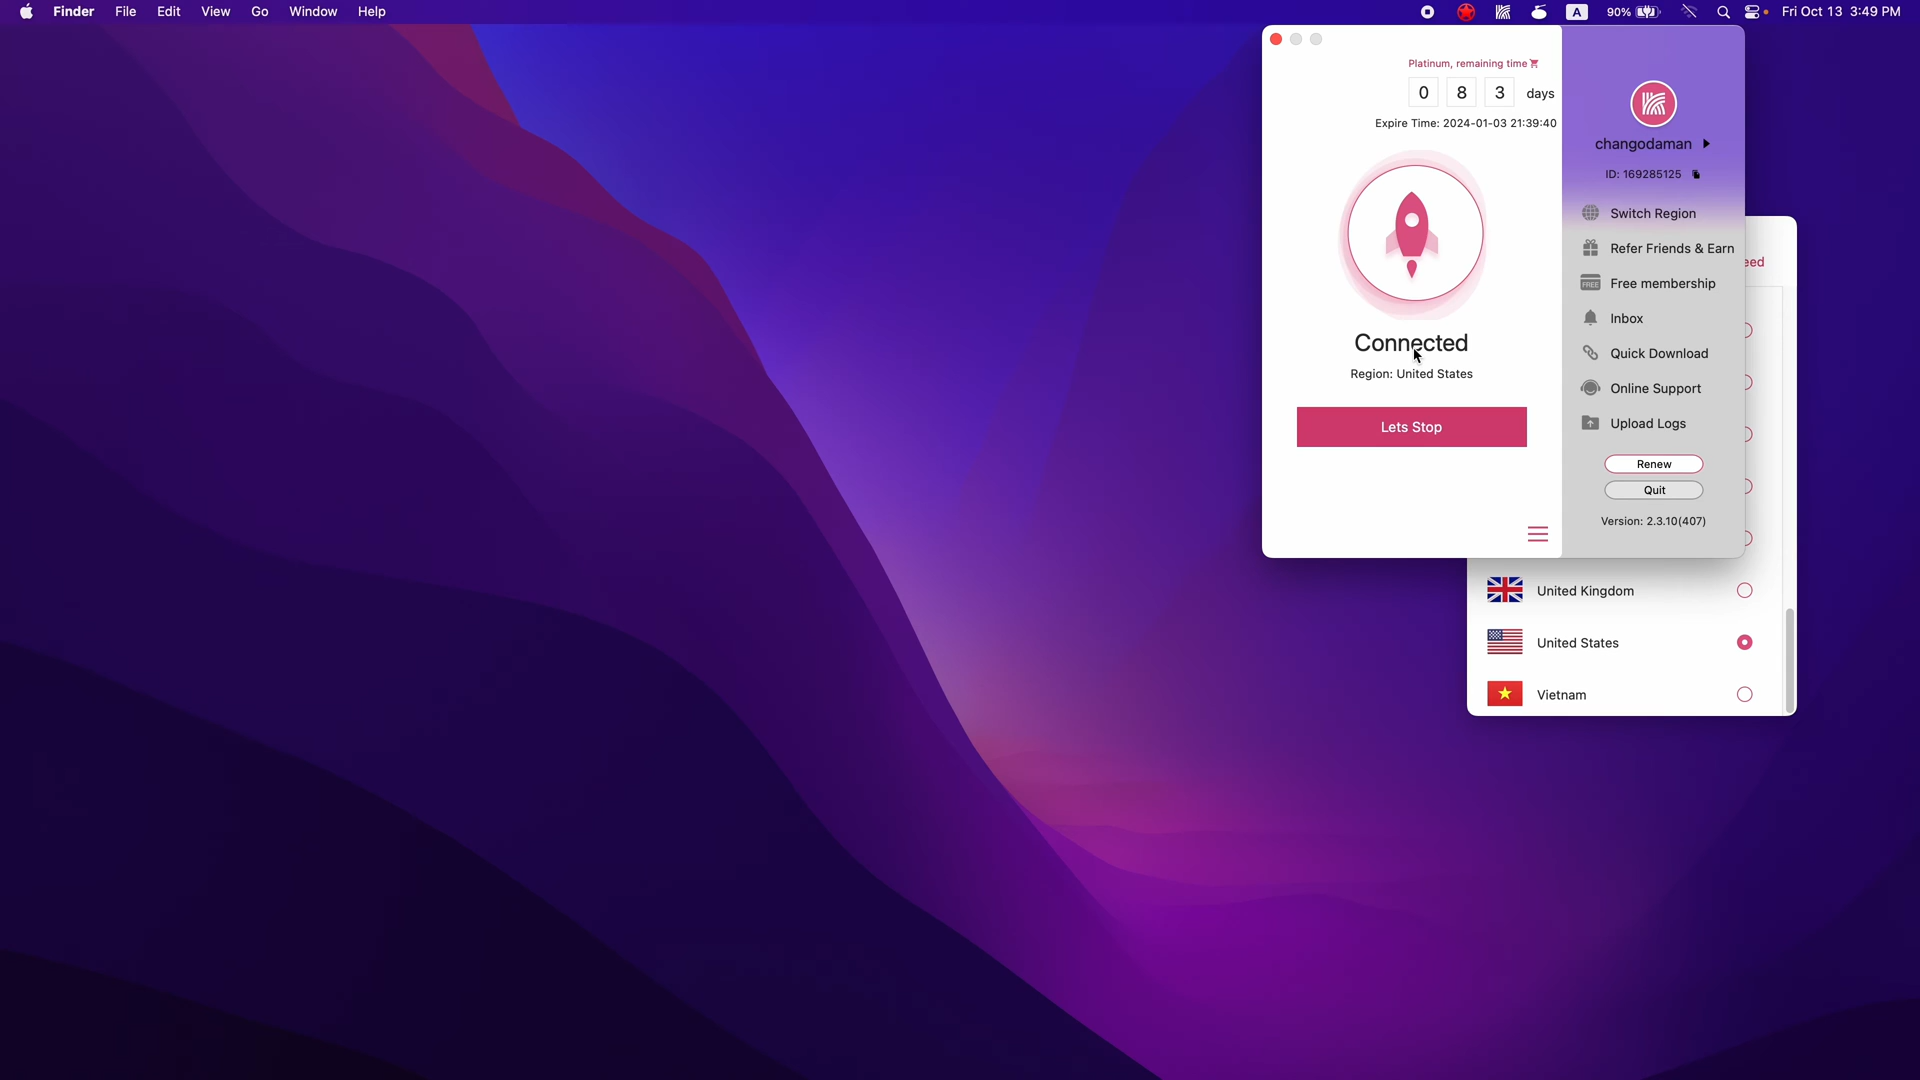 Finder File Edit View Go Window Help
A 90% Fri Oct 13 3:49 PM
Platinum, remaining time
0 8 3 days
Expire Time: 2024-01-03 21:39:40
Connected
Region: United States
Lets Stop
changodaman
ID: 169285125
Switch Region
Refer Friends & Earn
FREE Free membership
Inbox
Quick Download
Online Support
Upload Logs
Renew
Quit
Version: 2.3.10(407)
eed
United Kingdom
United States
Vietnam